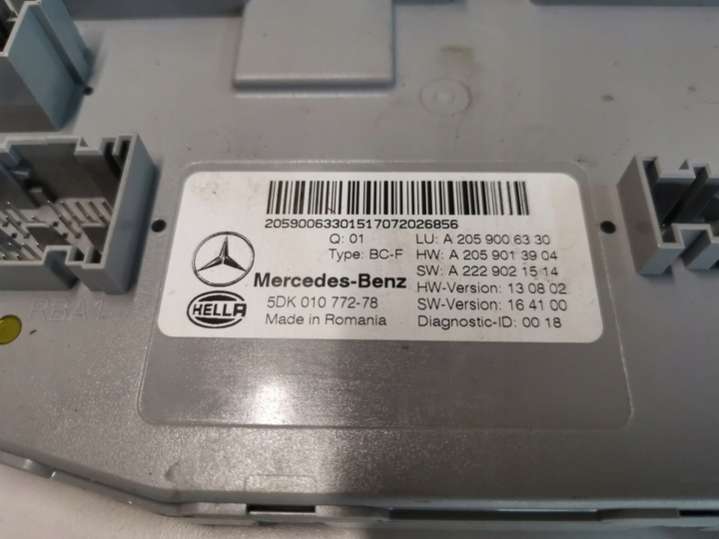 20590063301517072026856
Q: 01 LU: A 205 900 63 30
Type: BC-F HW: A 205 901 39 04
SW: A 222 902 15 14
Mercedes-Benz HW-Version: 13 08 02
HELLA 5DK 010 772-78 SW-Version: 16 41 00
Made in Romania Diagnostic-ID: 00 18
RBA1